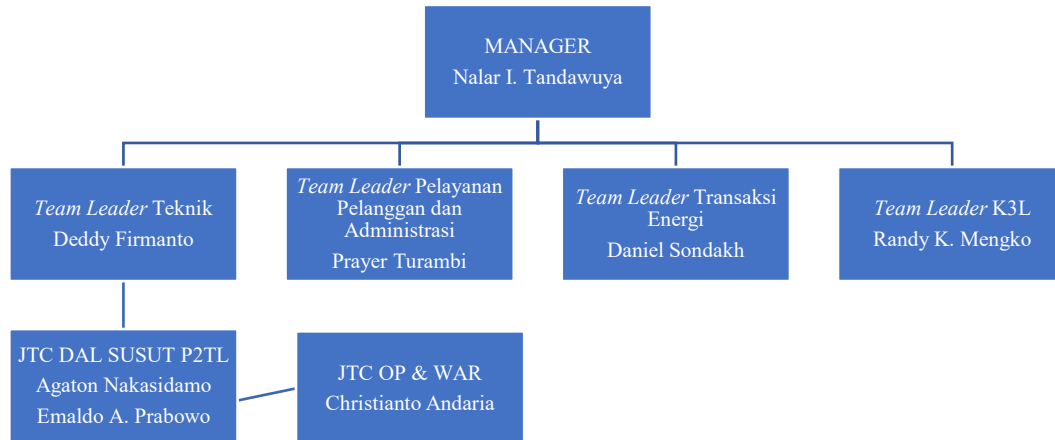 MANAGER
Nalar I. Tandawuya
Team Leader Teknik
Deddy Firmanto
Team Leader Pelayanan
Pelanggan dan
Administrasi
Prayer Turambi
Team Leader Transaksi
Energi
Daniel Sondakh
Team Leader K3L
Randy K. Mengko
JTC DAL SUSUT P2TL
Agaton Nakasidamo
Emaldo A. Prabowo
JTC OP & WAR
Christianto Andaria